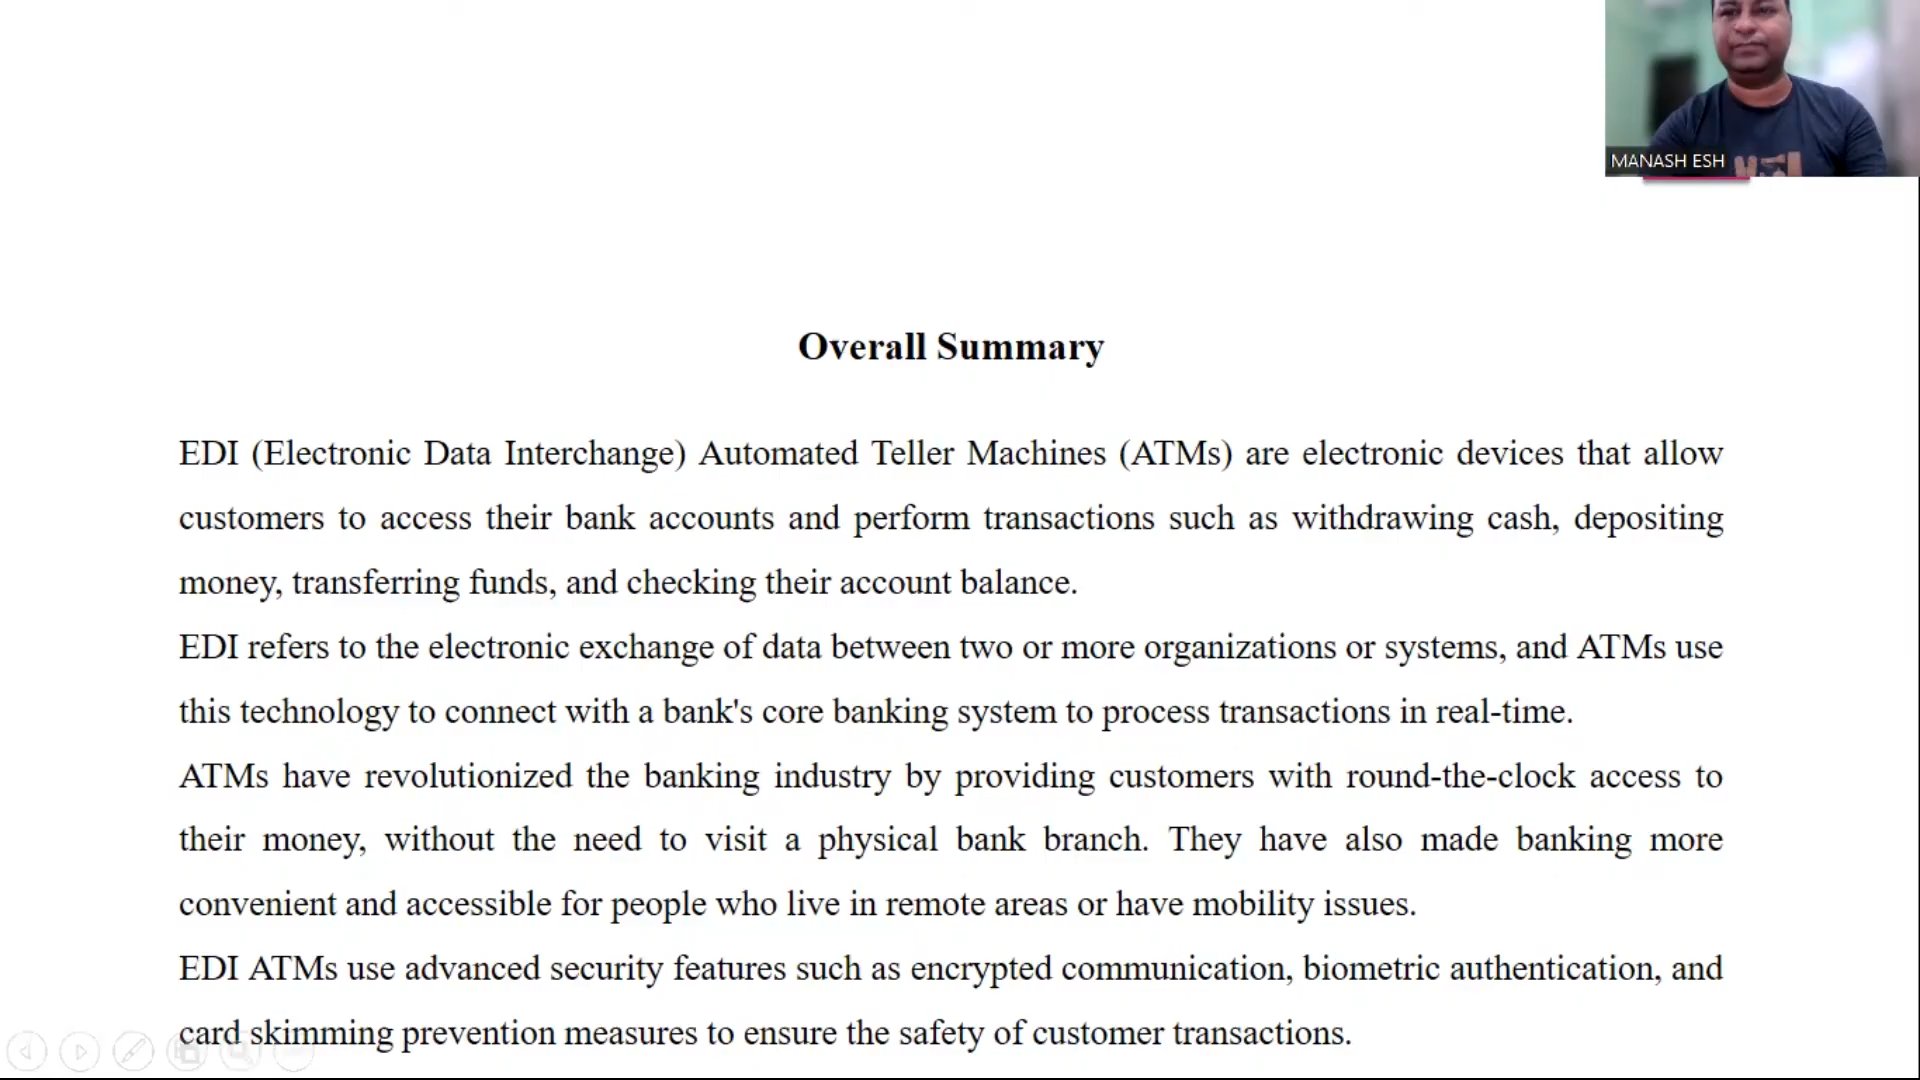 MANASH ESH
Overall Summary
EDI (Electronic Data Interchange) Automated Teller Machines (ATMs) are electronic devices that allow
customers to access their bank accounts and perform transactions such as withdrawing cash, depositing
money, transferring funds, and checking their account balance.
EDI refers to the electronic exchange of data between two or more organizations or systems, and ATMs use
this technology to connect with a bank's core banking system to process transactions in real-time.
ATMs have revolutionized the banking industry by providing customers with round-the-clock access to
their money, without the need to visit a physical bank branch. They have also made banking more
convenient and accessible for people who live in remote areas or have mobility issues.
EDI ATMs use advanced security features such as encrypted communication, biometric authentication, and
card skimming prevention measures to ensure the safety of customer transactions.